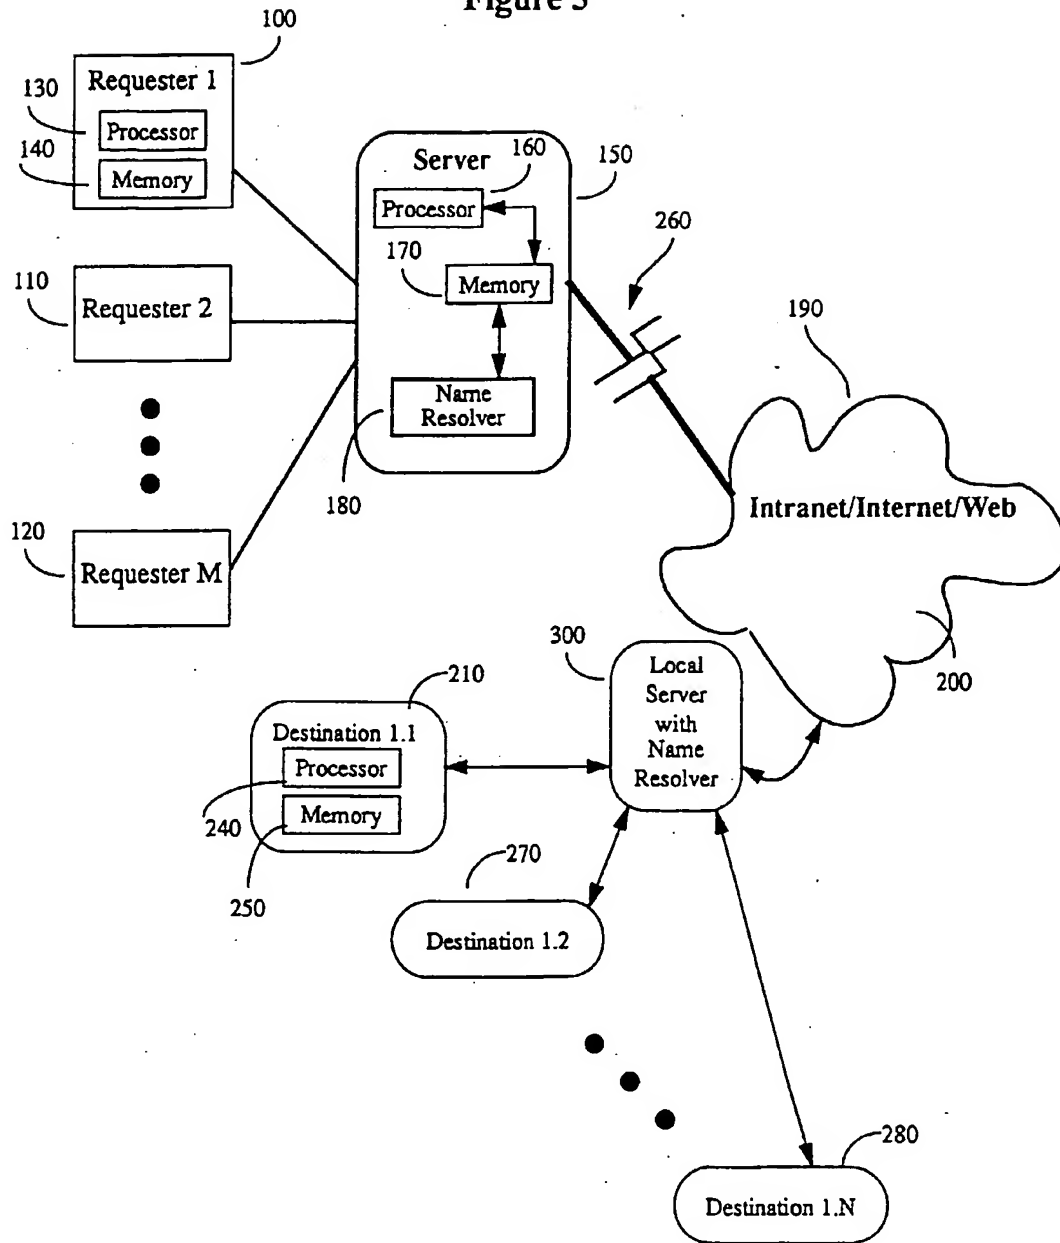 Figure 3
100
Requester 1
130
Processor
140
Memory
Server
160
150
Processor
170
Memory
260
110
Requester 2
190
Name
Resolver
180
Intranet/Internet/Web
120
Requester M
300
Local
Server
with
Name
Resolver
200
210
Destination 1.1
Processor
240
Memory
250
270
Destination 1.2
280
Destination 1.N